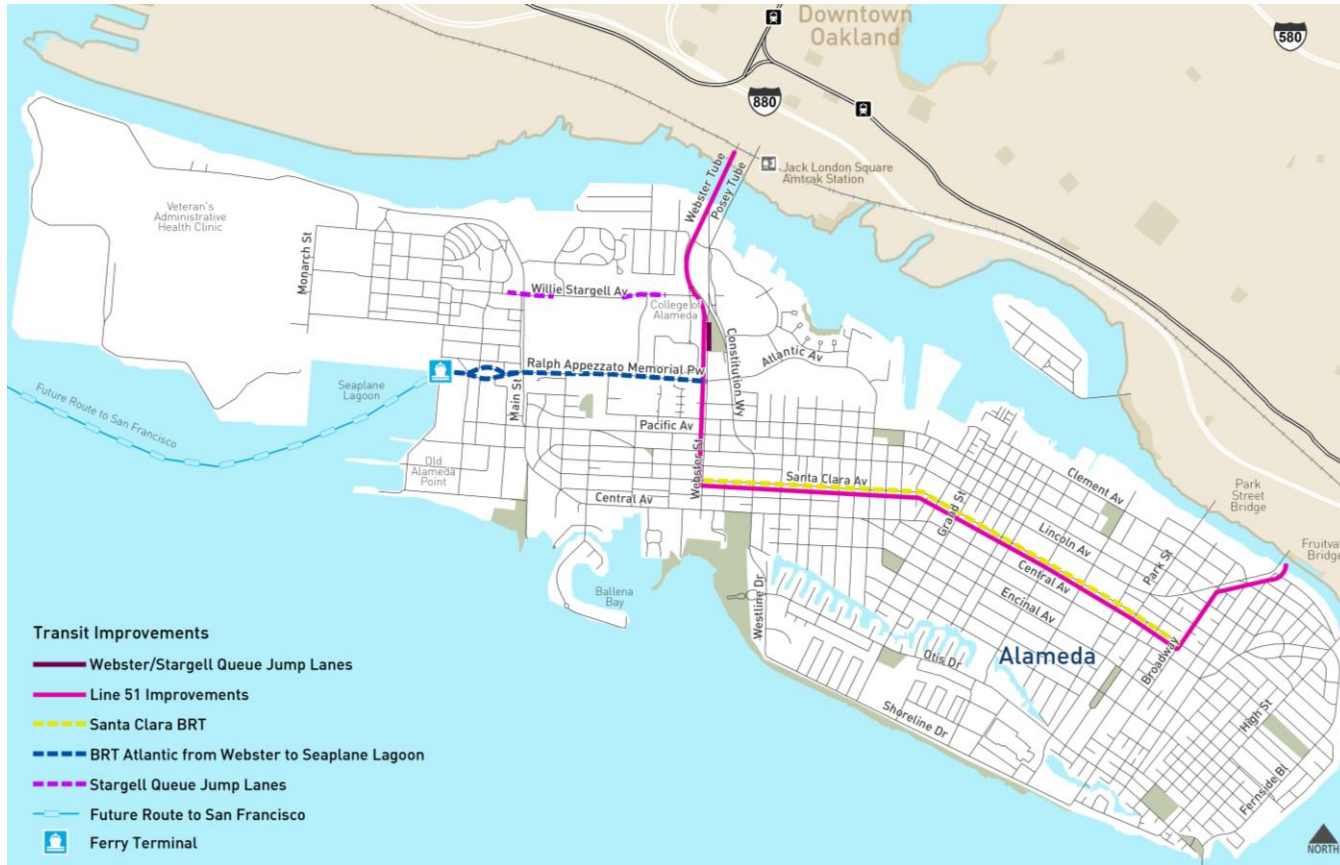 Downtown
Oakland
580
880
Jack London Square
Amtrak Station
Webster Tube
Posey Tube
Veteran's
Administrative
Health Clinic
Monarch St
Willie Stargell Av
College of
Alameda
Constitution Wy
Atlantic Av
Ralph Appezzato Memorial Pw
Seaplane
Lagoon
Future Route to San Francisco
Main St
Pacific Av
Webster St
Old
Alameda
Point
Central Av
Santa Clara Av
Clement Av
Park
Street
Bridge
Grand St
Lincoln Av
Park St
Fruitval
Bridge
Central Av
Encinal Av
Ballena
Bay
Westline Dr
Otis Dr
Alameda
Broadway
Shoreline Dr
High St
Fernside Bl
Transit Improvements
Webster/Stargell Queue Jump Lanes
Line 51 Improvements
Santa Clara BRT
BRT Atlantic from Webster to Seaplane Lagoon
Stargell Queue Jump Lanes
Future Route to San Francisco
Ferry Terminal
NORTH